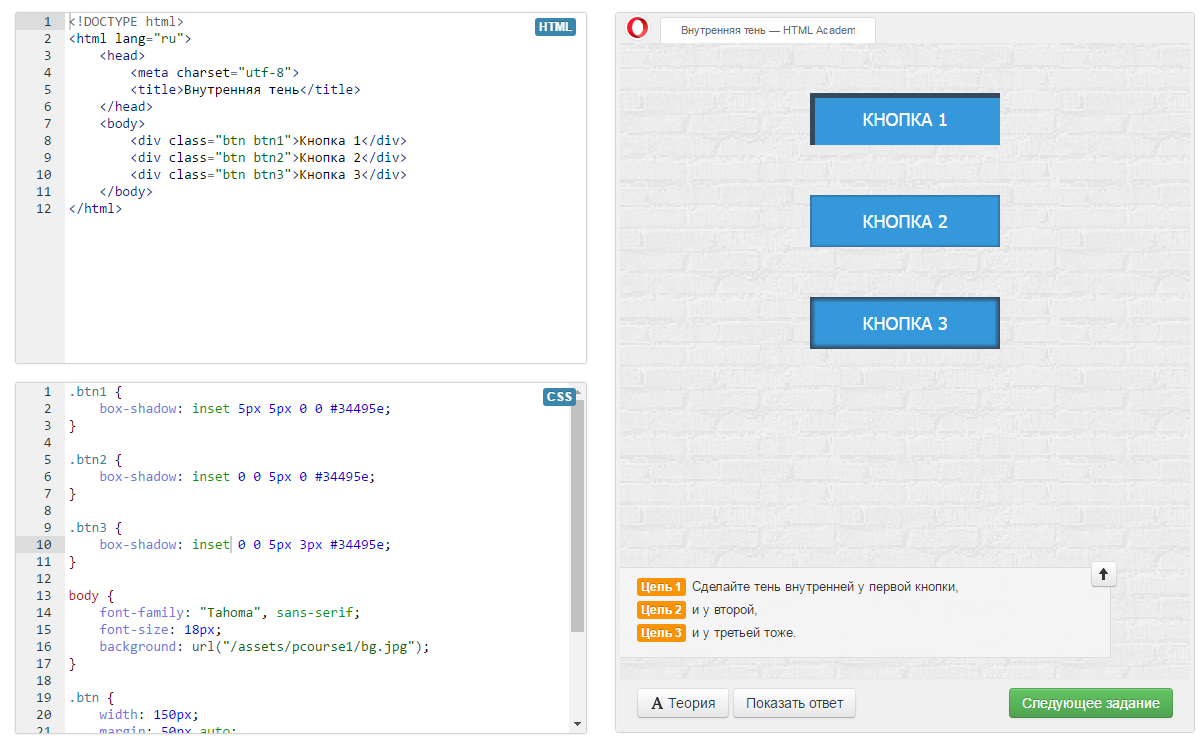 1 <!DOCTYPE html>
HTML
2 <html lang="ru">
3 <head>
4 <meta charset="utf-8">
5 <title>Внутренняя тень</title>
6 </head>
7 <body>
8 <div class="btn btn1">Кнопка 1</div>
9 <div class="btn btn2">Кнопка 2</div>
10 <div class="btn btn3">Кнопка 3</div>
11 </body>
12 </html>
1 .btn1 {
CSS
2 box-shadow: inset 5px 5px 0 0 #34495e;
3 }
4
5 .btn2 {
6 box-shadow: inset 0 0 5px 0 #34495e;
7 }
8
9 .btn3 {
10 box-shadow: inset 0 0 5px 3px #34495e;
11 }
12
13 body {
14 font-family: "Tahoma", sans-serif;
15 font-size: 18px;
16 background: url("/assets/pcourse1/bg.jpg");
17 }
18
19 .btn {
20 width: 150px;
21 margin: 50px auto;
Внутренняя тень — HTML Academ
КНОПКА 1
КНОПКА 2
КНОПКА 3
Цель 1 Сделайте тень внутренней у первой кнопки,
Цель 2 и у второй,
Цель 3 и у третьей тоже.
A Теория
Показать ответ
Следующее задание